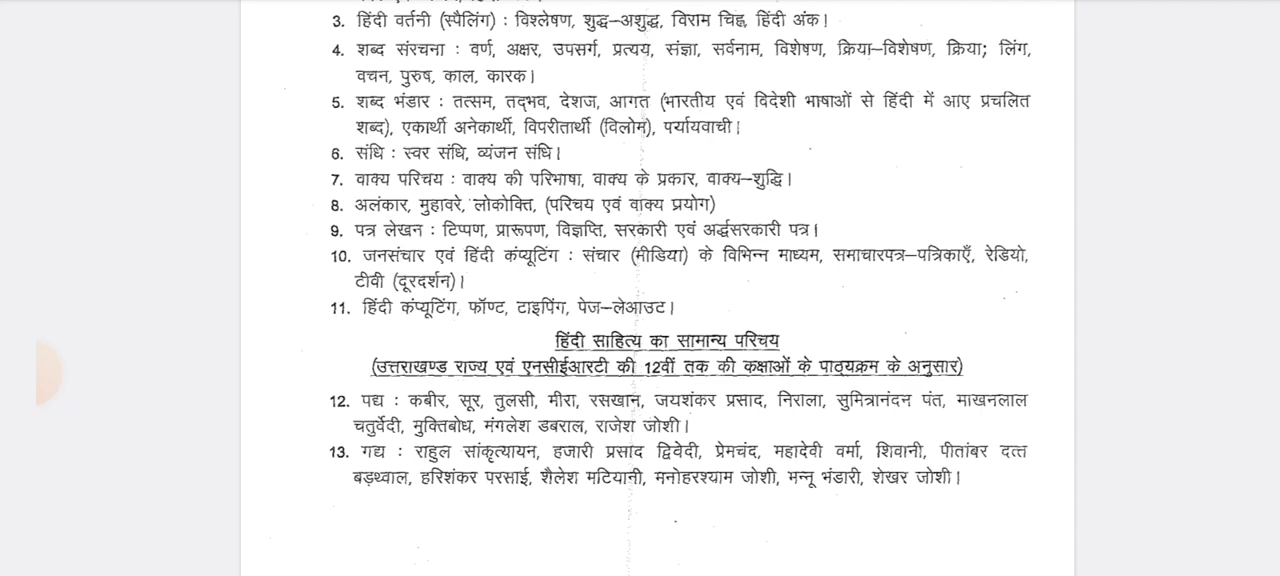 3. हिंदी वर्तनी (स्पैलिंग) : विश्लेषण, शुद्ध–अशुद्ध, विराम चिह्न, हिंदी अंक।
4. शब्द संरचना : वर्ण, अक्षर, उपसर्ग, प्रत्यय, संज्ञा, सर्वनाम, विशेषण, क्रिया–विशेषण, क्रिया; लिंग,
वचन, पुरुष, काल, कारक।
5. शब्द भंडार : तत्सम, तद्भव, देशज, आगत (भारतीय एवं विदेशी भाषाओं से हिंदी में आए प्रचलित
शब्द), एकार्थी अनेकार्थी, विपरीतार्थी (विलोम), पर्यायवाची।
6. संधि : स्वर संधि, व्यंजन संधि।
7. वाक्य परिचय : वाक्य की परिभाषा, वाक्य के प्रकार, वाक्य–शुद्धि।
8. अलंकार, मुहावरे, लोकोक्ति, (परिचय एवं वाक्य प्रयोग)
9. पत्र लेखन : टिप्पण, प्रारूपण, विज्ञप्ति, सरकारी एवं अर्द्धसरकारी पत्र।
10. जनसंचार एवं हिंदी कंप्यूटिंग : संचार (मीडिया) के विभिन्न माध्यम, समाचारपत्र–पत्रिकाएँ, रेडियो,
टीवी (दूरदर्शन)।
11. हिंदी कंप्यूटिंग, फॉण्ट, टाइपिंग, पेज–लेआउट।
हिंदी साहित्य का सामान्य परिचय
(उत्तराखण्ड राज्य एवं एनसीईआरटी की 12वीं तक की कक्षाओं के पाठ्यक्रम के अनुसार)
12. पद्य : कबीर, सूर, तुलसी, मीरा, रसखान, जयशंकर प्रसाद, निराला, सुमित्रानंदन पंत, माखनलाल
चतुर्वेदी, मुक्तिबोध, मंगलेश डबराल, राजेश जोशी।
13. गद्य : राहुल सांकृत्यायन, हजारी प्रसाद द्विवेदी, प्रेमचंद, महादेवी वर्मा, शिवानी, पीतांबर दत्त
बड़थ्वाल, हरिशंकर परसाई, शैलेश मटियानी, मनोहरश्याम जोशी, मन्नू भंडारी, शेखर जोशी।